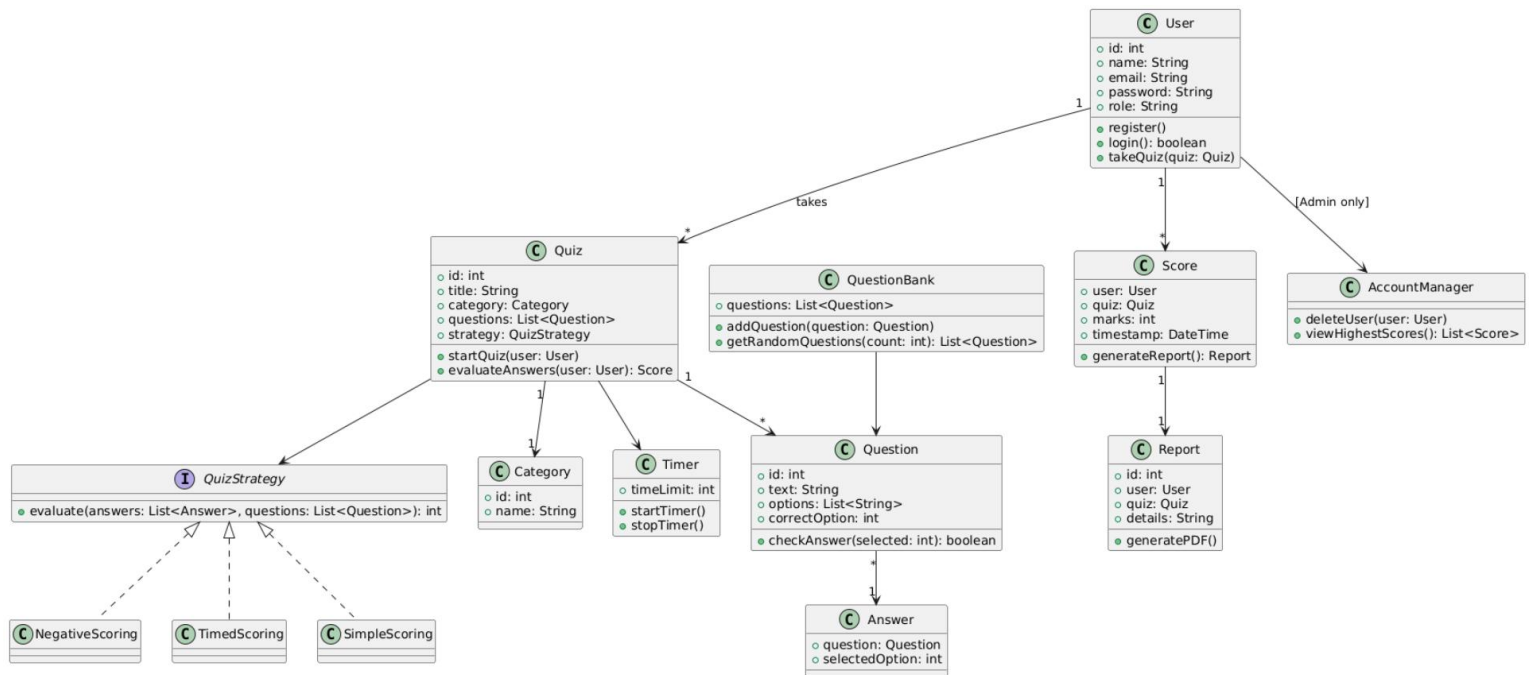 C User
id: int
name: String
email: String
password: String
role: String
register()
login(): boolean
takeQuiz(quiz: Quiz)
1
takes
*
1
*
[Admin only]
C Quiz
id: int
title: String
category: Category
questions: List<Question>
strategy: QuizStrategy
startQuiz(user: User)
evaluateAnswers(user: User): Score
C QuestionBank
questions: List<Question>
addQuestion(question: Question)
getRandomQuestions(count: int): List<Question>
C Score
user: User
quiz: Quiz
marks: int
timestamp: DateTime
generateReport(): Report
C AccountManager
deleteUser(user: User)
viewHighestScores(): List<Score>
1
1
1
*
1
1
I QuizStrategy
evaluate(answers: List<Answer>, questions: List<Question>): int
C Category
id: int
name: String
C Timer
timeLimit: int
startTimer()
stopTimer()
C Question
id: int
text: String
options: List<String>
correctOption: int
checkAnswer(selected: int): boolean
C Report
id: int
user: User
quiz: Quiz
details: String
generatePDF()
*
1
C NegativeScoring
C TimedScoring
C SimpleScoring
C Answer
question: Question
selectedOption: int